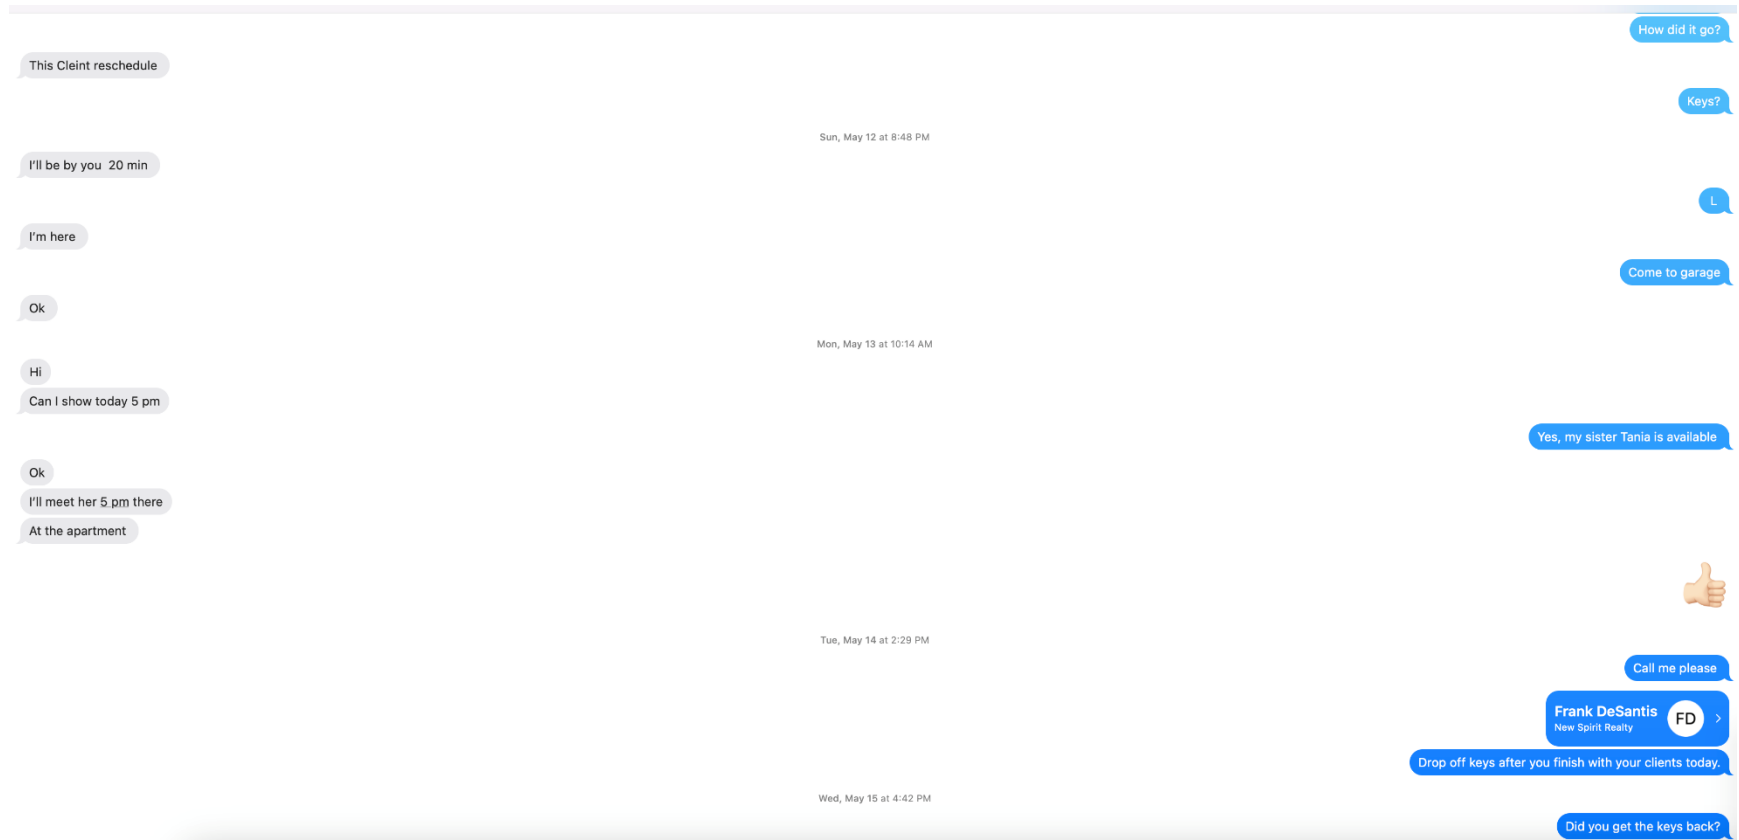 How did it go?
This Cleint reschedule
Keys?
Sun, May 12 at 8:48 PM
I'll be by you  20 min
L
I'm here
Come to garage
Ok
Mon, May 13 at 10:14 AM
Hi
Can I show today 5 pm
Yes, my sister Tania is available
Ok
I'll meet her 5 pm there
At the apartment
Tue, May 14 at 2:29 PM
Call me please
Frank DeSantis
New Spirit Realty
FD
Drop off keys after you finish with your clients today.
Wed, May 15 at 4:42 PM
Did you get the keys back?